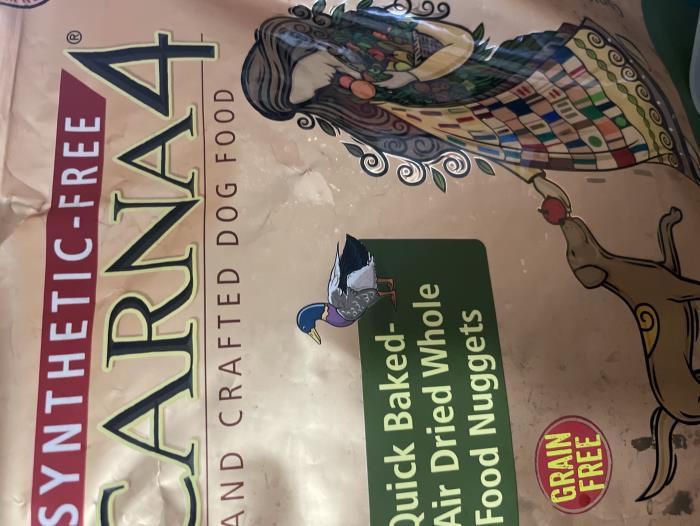 SYNTHETIC-FREE
CARNA4®
AND CRAFTED DOG FOOD
Quick Baked-
Air Dried Whole
Food Nuggets
GRAIN
FREE